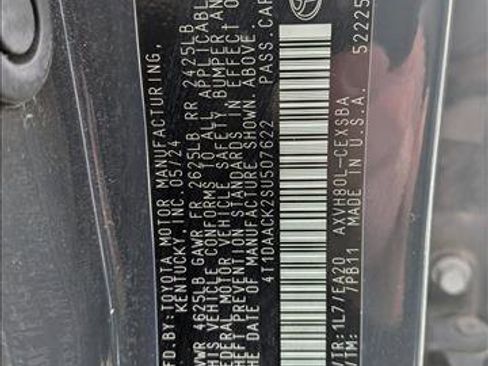 MFD.BY:TOYOTA MOTOR MANUFACTURING,
KENTUCKY, INC. 05/24
GVWR 4625LB GAWR FR 2625LB RR 2425LB
THIS VEHICLE CONFORMS TO ALL APPLICABL
FEDERAL MOTOR VEHICLE SAFETY BUMPER AND
THEFT PREVENTION STANDARDS IN EFFECT O
THE DATE OF MANUFACTURE SHOWN ABOVE
4T1DAACK2SU507622 PASS.CAR
52225
C/TR:1L7/FA20 AXVH80L-CEXSBA
/TM: /PB11 MADE IN U.S.A.